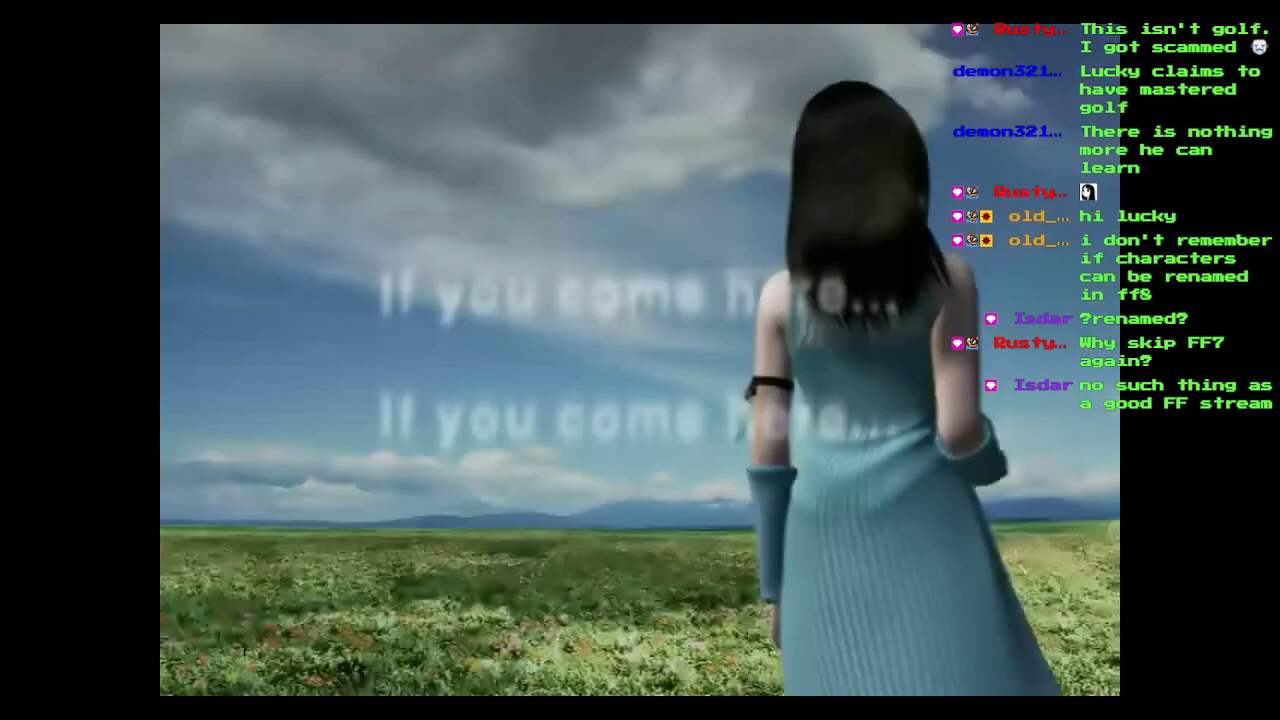 If you come here...
If you come here...
Rusty… This isn't golf.
I got scammed
demon321… Lucky claims to
have mastered
golf
demon321… There is nothing
more he can
learn
Rusty…
old_… hi lucky
old_… i don't remember
if characters
can be renamed
in ff8
Isdar ?renamed?
Rusty… Why skip FF7
again?
Isdar no such thing as
a good FF stream